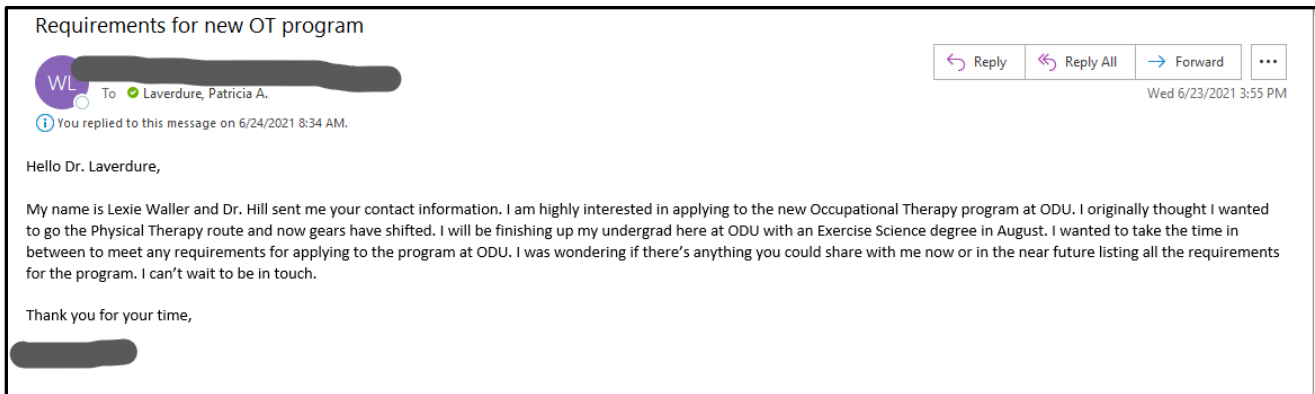 Requirements for new OT program
Reply
Reply All
Forward
WL
To Laverdure, Patricia A.
Wed 6/23/2021 3:55 PM
You replied to this message on 6/24/2021 8:34 AM.
Hello Dr. Laverdure,
My name is Lexie Waller and Dr. Hill sent me your contact information. I am highly interested in applying to the new Occupational Therapy program at ODU. I originally thought I wanted
to go the Physical Therapy route and now gears have shifted. I will be finishing up my undergrad here at ODU with an Exercise Science degree in August. I wanted to take the time in
between to meet any requirements for applying to the program at ODU. I was wondering if there’s anything you could share with me now or in the near future listing all the requirements
for the program. I can’t wait to be in touch.
Thank you for your time,